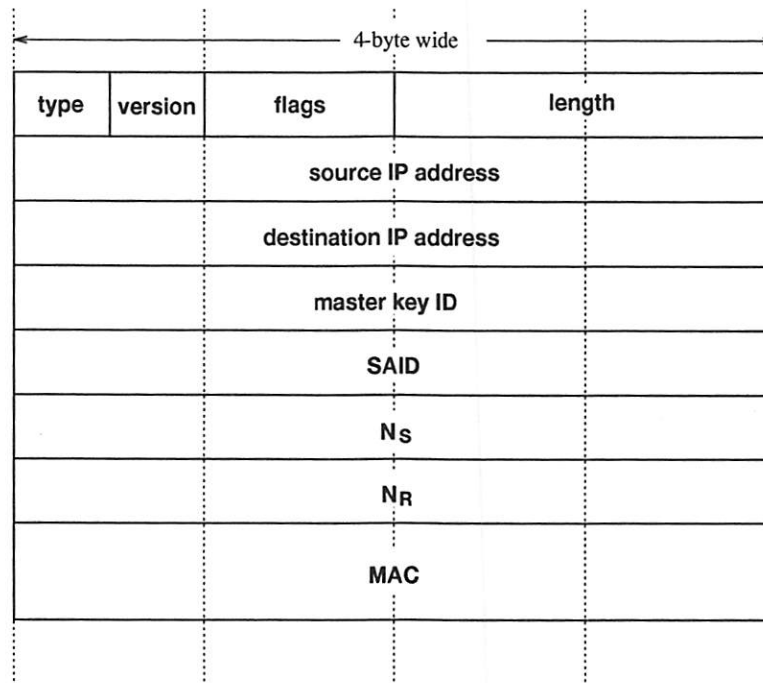 4-byte wide
type version flags length
source IP address
destination IP address
master key ID
SAID
NS
NR
MAC